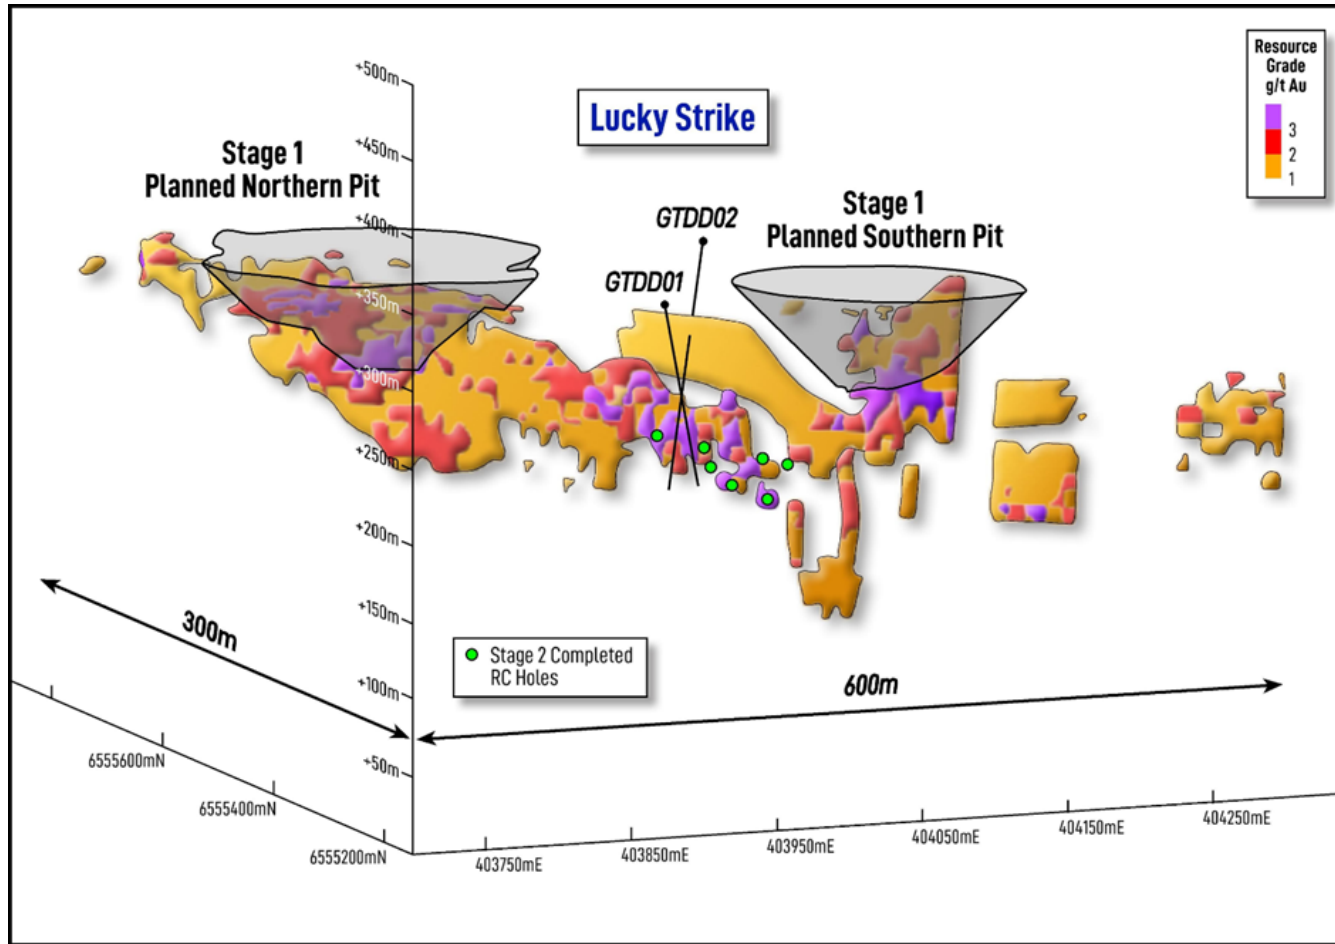 Lucky Strike
Resource
Grade
g/t Au
3
2
1
Stage 1
Planned Northern Pit
GTDD02
GTDD01
Stage 1
Planned Southern Pit
+500m
+450m
+400m
+350m
+300m
+250m
+200m
+150m
+100m
+50m
300m
600m
Stage 2 Completed
RC Holes
6555600mN
6555400mN
6555200mN
403750mE
403850mE
403950mE
404050mE
404150mE
404250mE